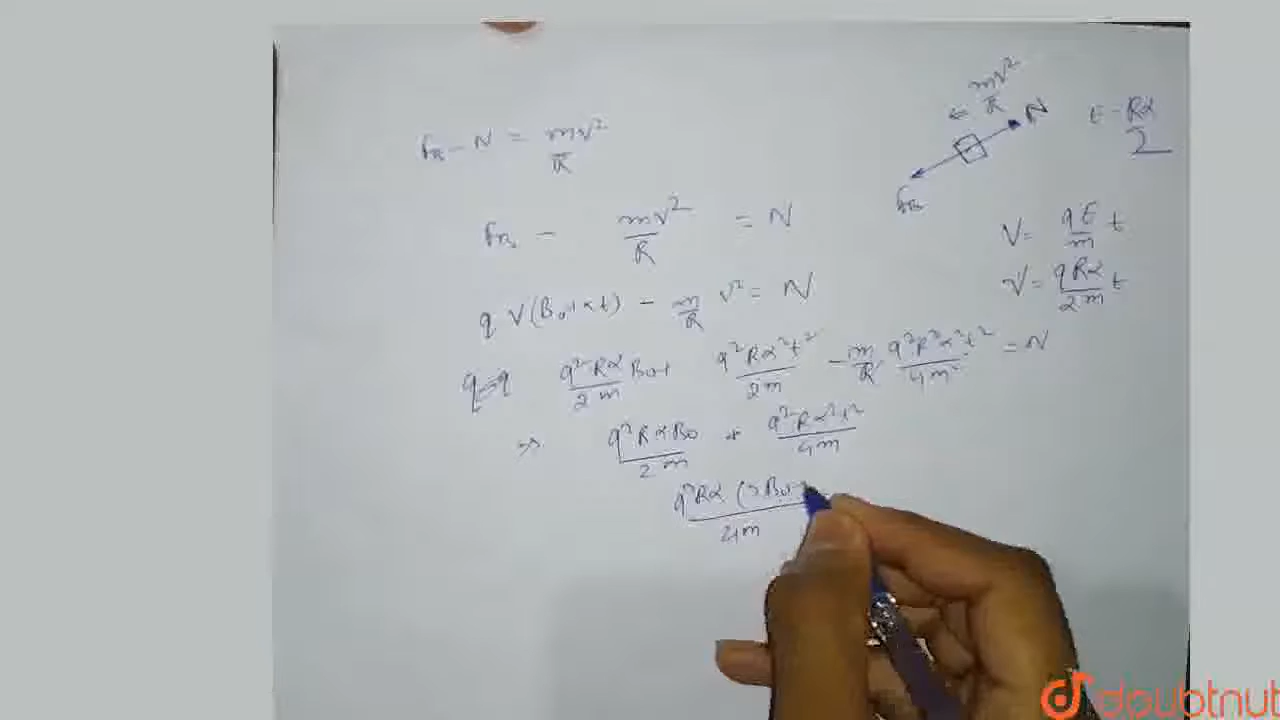 mv²/R
← N
E - Rα/2
F_B - N = mv²/R
F_B
F_B - mv²/R = N
V = qE/m t
q V(B₀+αt) - m/R v² = N
V = qRα/2m t
q²Rα/2m B₀t q²Rα²t²/2m - m/R q²R²α²t²/4m² = N
⇒ q²RαB₀/2m + q²Rα²t²/4m
q²Rα (2B₀+/4m
doubtnut